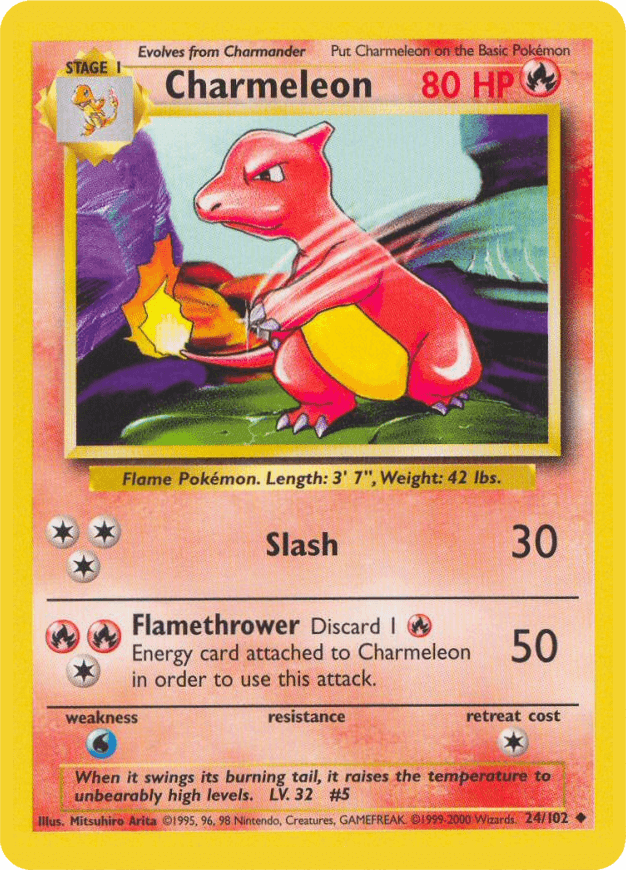 Evolves from Charmander Put Charmeleon on the Basic Pokémon
STAGE 1
Charmeleon 80 HP
Flame Pokémon. Length: 3' 7", Weight: 42 lbs.
Slash 30
Flamethrower Discard 1
Energy card attached to Charmeleon
in order to use this attack.
50
weakness resistance retreat cost
When it swings its burning tail, it raises the temperature to
unbearably high levels. LV. 32 #5
Illus. Mitsuhiro Arita ©1995, 96, 98 Nintendo, Creatures, GAMEFREAK. ©1999-2000 Wizards. 24/102